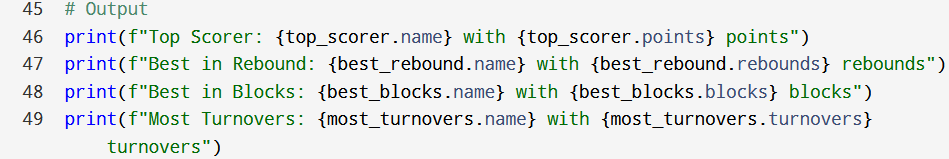 45 # Output
46 print(f"Top Scorer: {top_scorer.name} with {top_scorer.points} points")
47 print(f"Best in Rebound: {best_rebound.name} with {best_rebound.rebounds} rebounds")
48 print(f"Best in Blocks: {best_blocks.name} with {best_blocks.blocks} blocks")
49 print(f"Most Turnovers: {most_turnovers.name} with {most_turnovers.turnovers}
turnovers")